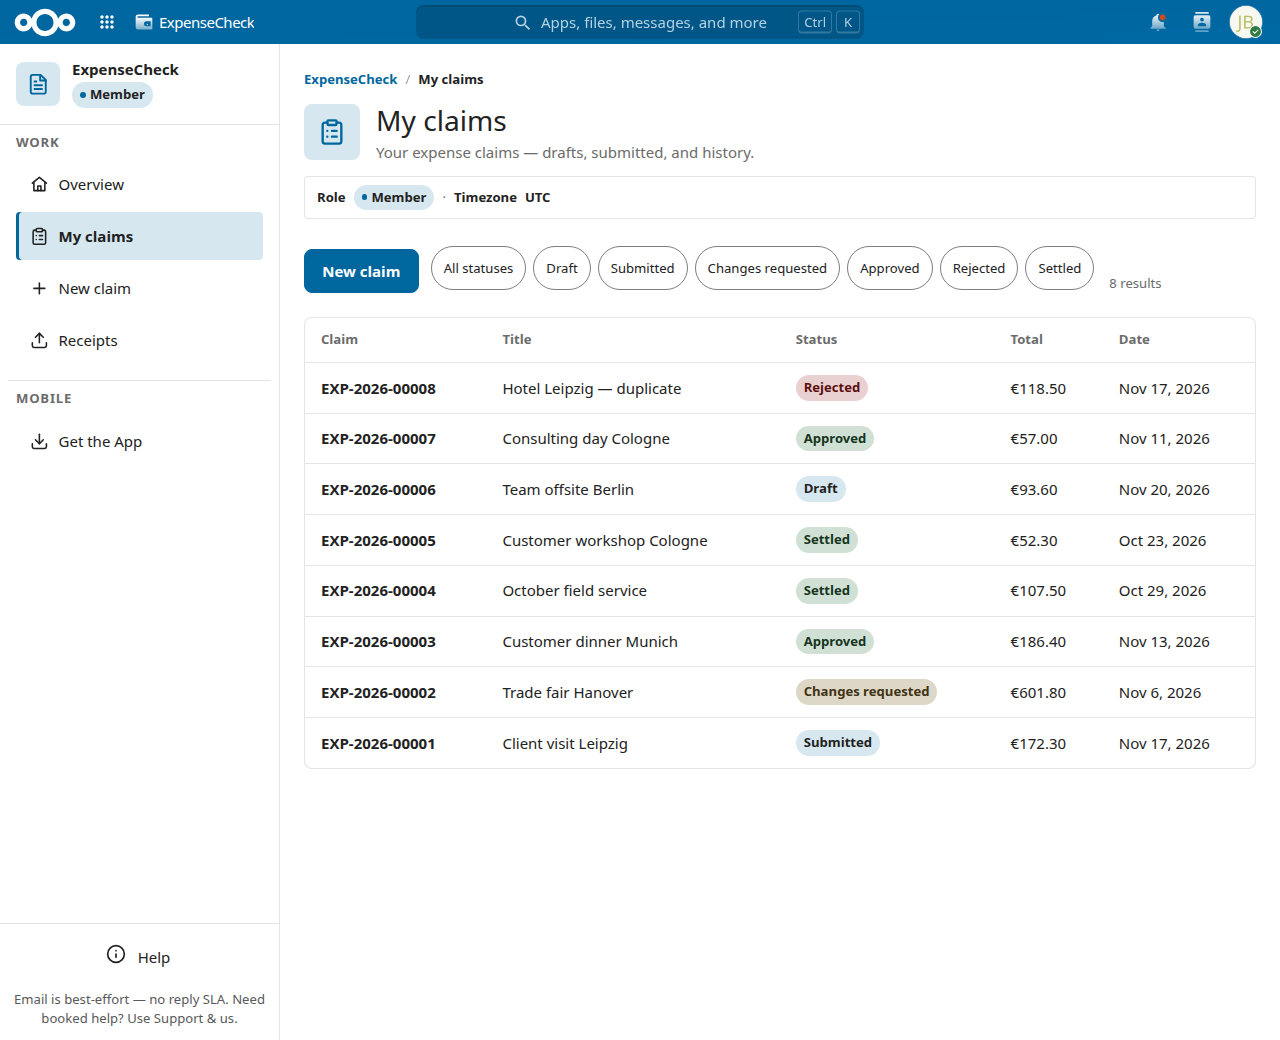 ExpenseCheck
Apps, files, messages, and more
Ctrl K
JB
ExpenseCheck
Member
WORK
Overview
My claims
New claim
Receipts
MOBILE
Get the App
Help
Email is best-effort — no reply SLA. Need
booked help? Use Support & us.
ExpenseCheck / My claims
My claims
Your expense claims — drafts, submitted, and history.
Role Member · Timezone UTC
New claim All statuses Draft Submitted Changes requested Approved Rejected Settled 8 results
Claim Title Status Total Date
EXP-2026-00008 Hotel Leipzig — duplicate Rejected €118.50 Nov 17, 2026
EXP-2026-00007 Consulting day Cologne Approved €57.00 Nov 11, 2026
EXP-2026-00006 Team offsite Berlin Draft €93.60 Nov 20, 2026
EXP-2026-00005 Customer workshop Cologne Settled €52.30 Oct 23, 2026
EXP-2026-00004 October field service Settled €107.50 Oct 29, 2026
EXP-2026-00003 Customer dinner Munich Approved €186.40 Nov 13, 2026
EXP-2026-00002 Trade fair Hanover Changes requested €601.80 Nov 6, 2026
EXP-2026-00001 Client visit Leipzig Submitted €172.30 Nov 17, 2026